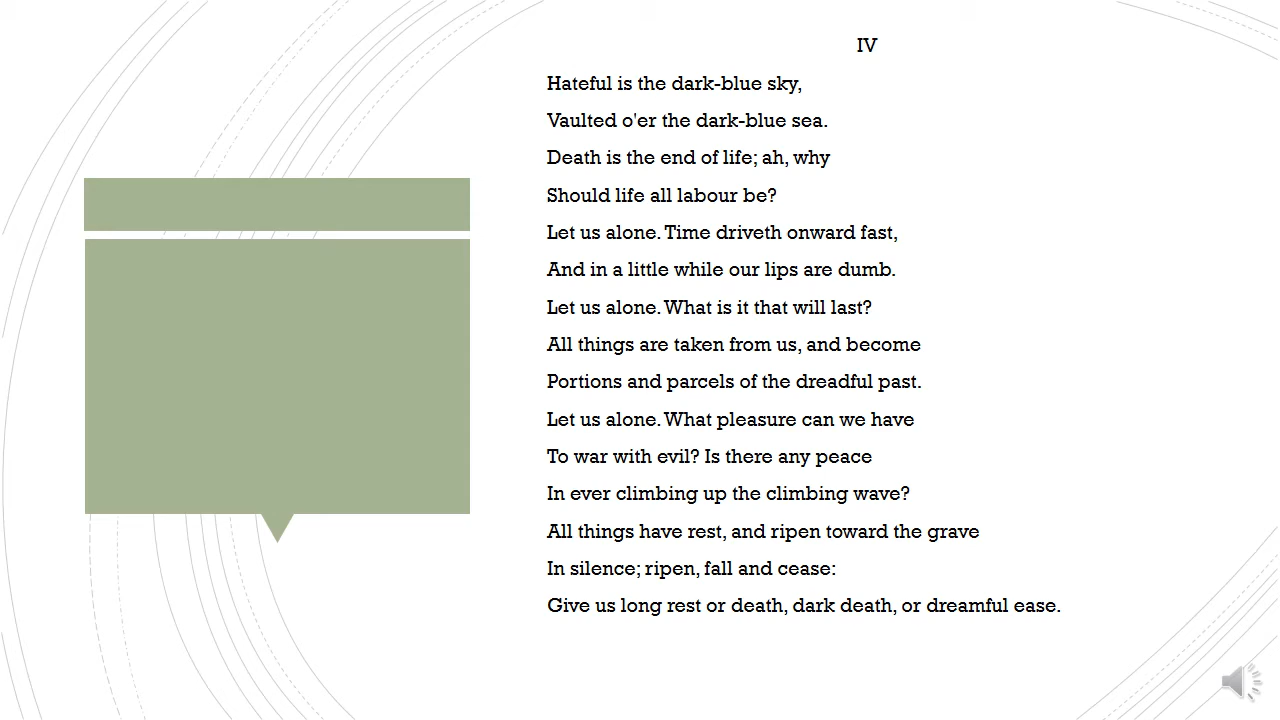 IV
Hateful is the dark-blue sky,
Vaulted o'er the dark-blue sea.
Death is the end of life; ah, why
Should life all labour be?
Let us alone. Time driveth onward fast,
And in a little while our lips are dumb.
Let us alone. What is it that will last?
All things are taken from us, and become
Portions and parcels of the dreadful past.
Let us alone. What pleasure can we have
To war with evil? Is there any peace
In ever climbing up the climbing wave?
All things have rest, and ripen toward the grave
In silence; ripen, fall and cease:
Give us long rest or death, dark death, or dreamful ease.